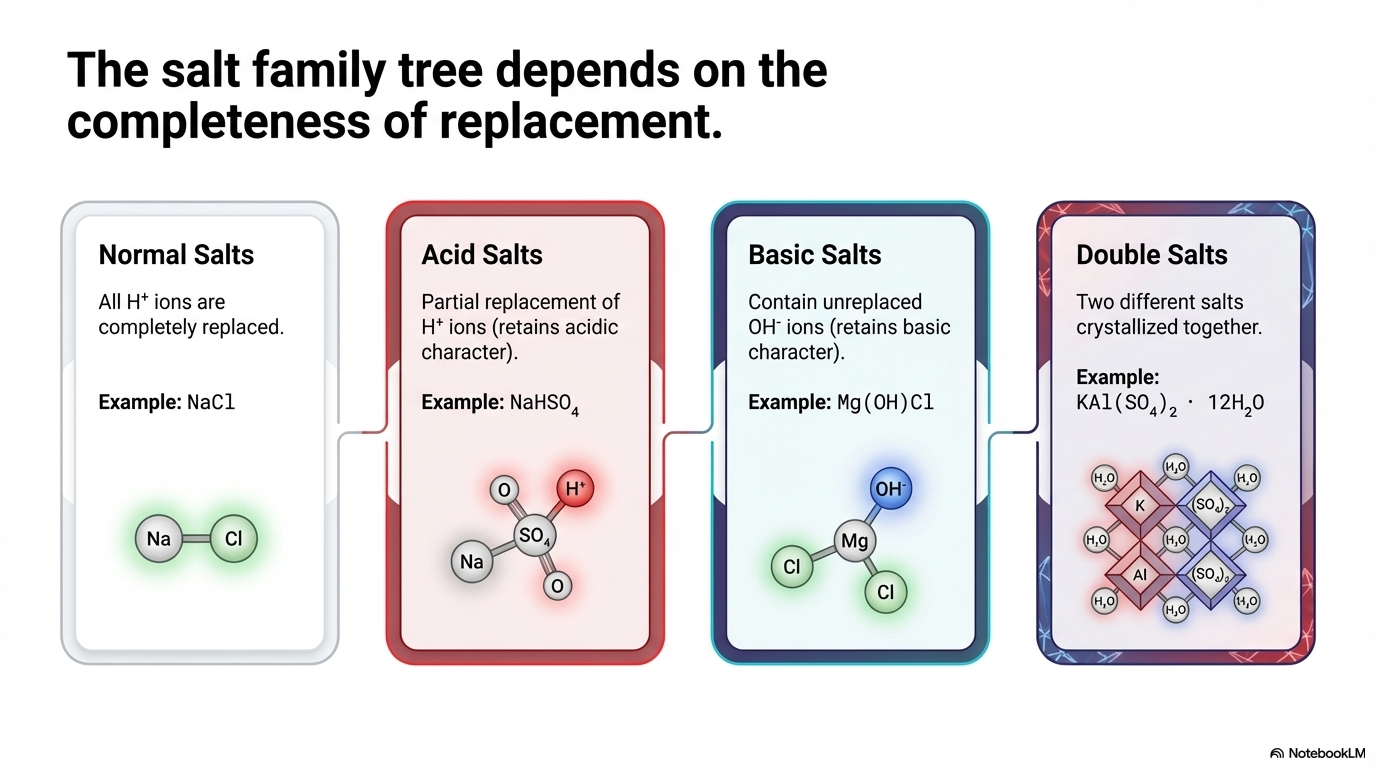 The salt family tree depends on the
completeness of replacement.
Normal Salts
All H⁺ ions are
completely replaced.
Example: NaCl
Na
Cl
Acid Salts
Partial replacement of
H⁺ ions (retains acidic
character).
Example: NaHSO₄
O
H⁺
SO₄
Na
O
Basic Salts
Contain unreplaced
OH⁻ ions (retains basic
character).
Example: Mg(OH)Cl
OH⁻
Mg
Cl
Cl
Double Salts
Two different salts
crystallized together.
Example:
KAl(SO₄)₂ · 12H₂O
H₂O
H₂O
H₂O
K
(SO₄)₂
H₂O
H₂O
H₂O
Al
H₂O
H₂O
H₂O
NotebookLM